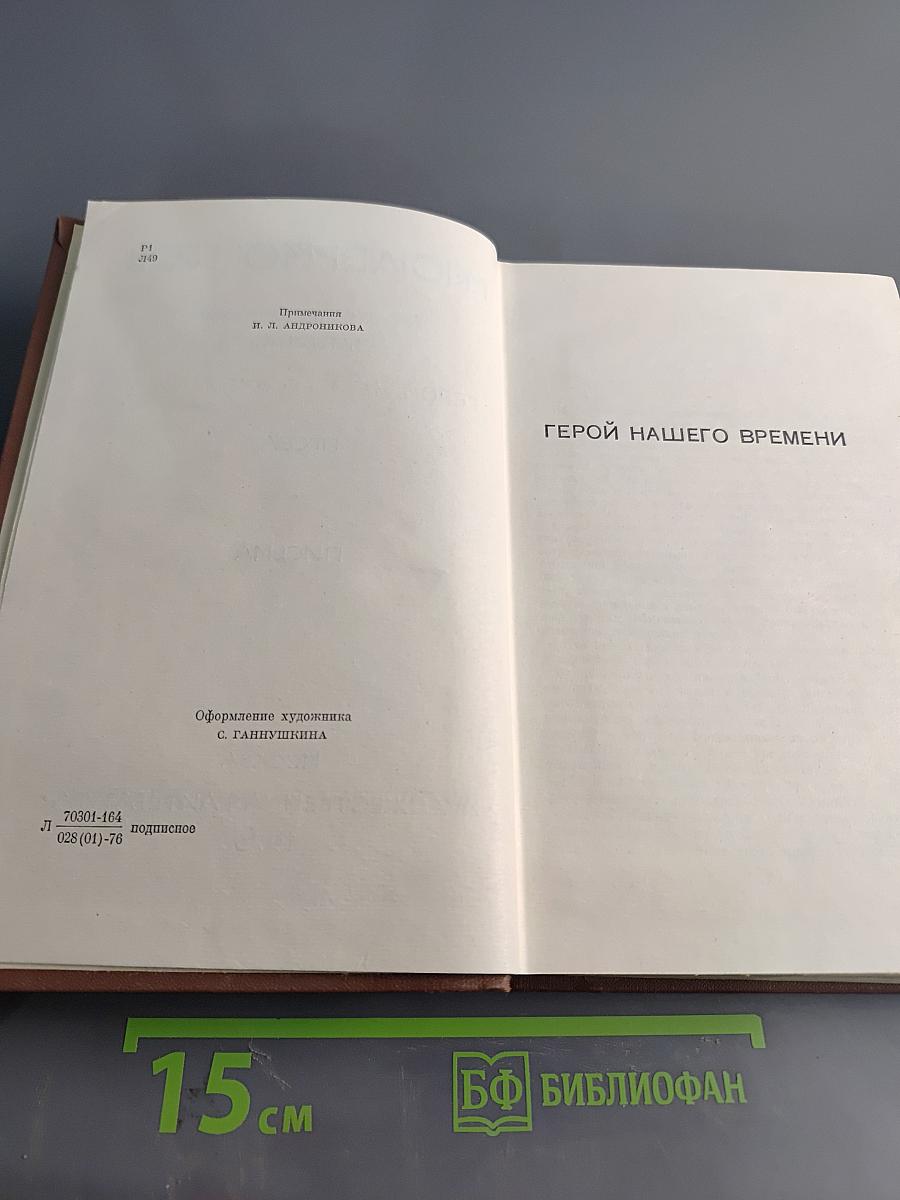 Р1
Л49
Примечания
И. Л. АНДРОНИКОВА
Оформление художника
С. ГАННУШКИНА
Л 70301-164
028(01)-76 подписное
ГЕРОЙ НАШЕГО ВРЕМЕНИ
15 см
БФ БИБЛИОФАН